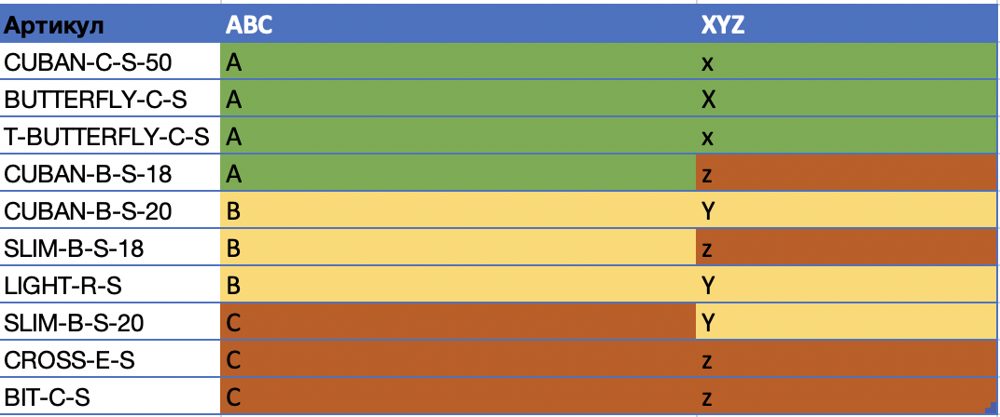 Артикул ABC XYZ
CUBAN-C-S-50 A x
BUTTERFLY-C-S A X
T-BUTTERFLY-C-S A x
CUBAN-B-S-18 A z
CUBAN-B-S-20 B Y
SLIM-B-S-18 B z
LIGHT-R-S B Y
SLIM-B-S-20 C Y
CROSS-E-S C z
BIT-C-S C z